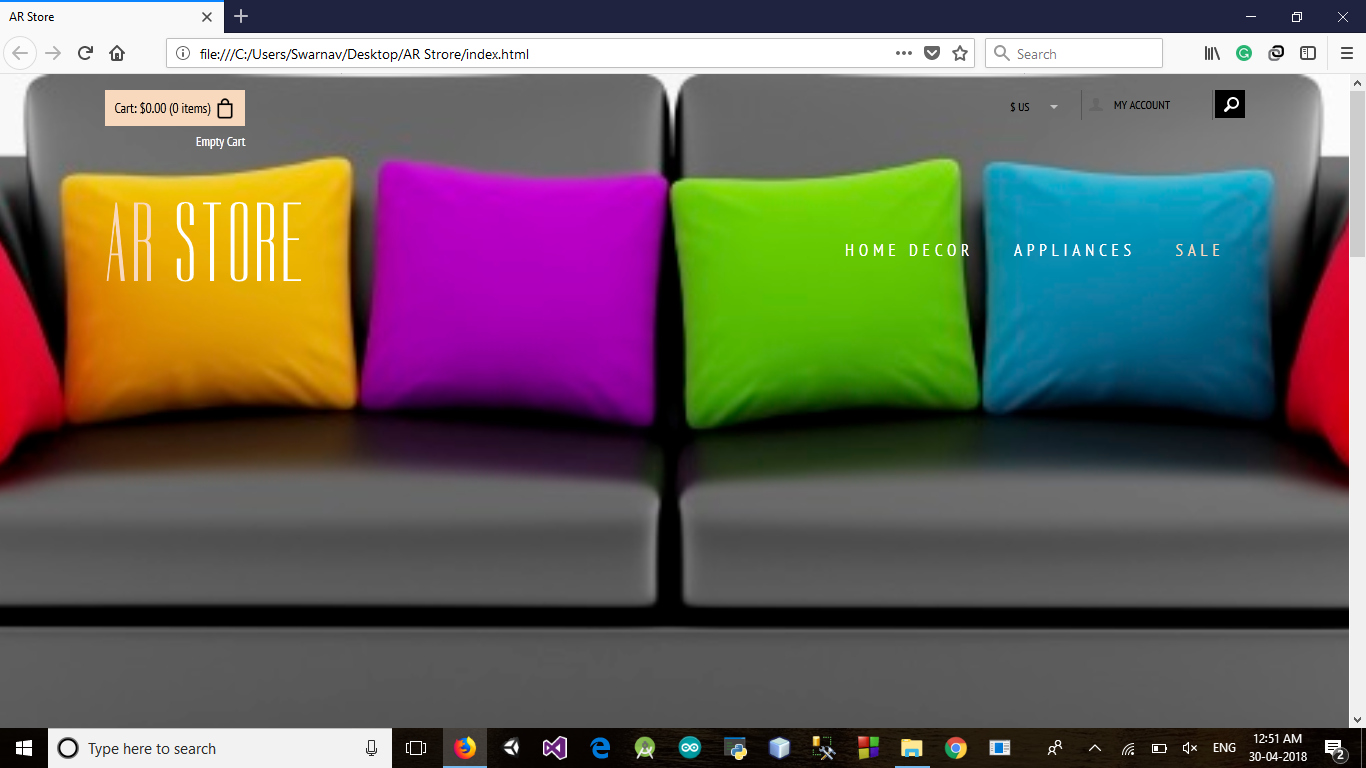 AR Store
file:///C:/Users/Swarnav/Desktop/AR Strore/index.html
Search
Cart: $0.00 (0 items)
$ US
MY ACCOUNT
Empty Cart
AR STORE
HOME DECOR
APPLIANCES
SALE
Type here to search
ENG
12:51 AM
30-04-2018
2